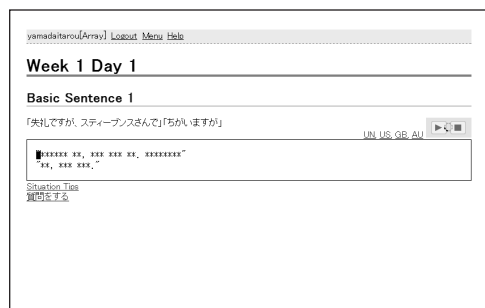 yamadaitarou[Array] Logout Menu Help
Week 1 Day 1
Basic Sentence 1
「失礼ですが、スティーブンスさんで」「ちがいますが」
UN, US, GB, AU
****** **, *** *** **. ********"
"**, *** ***."
Situation Tips
質問をする